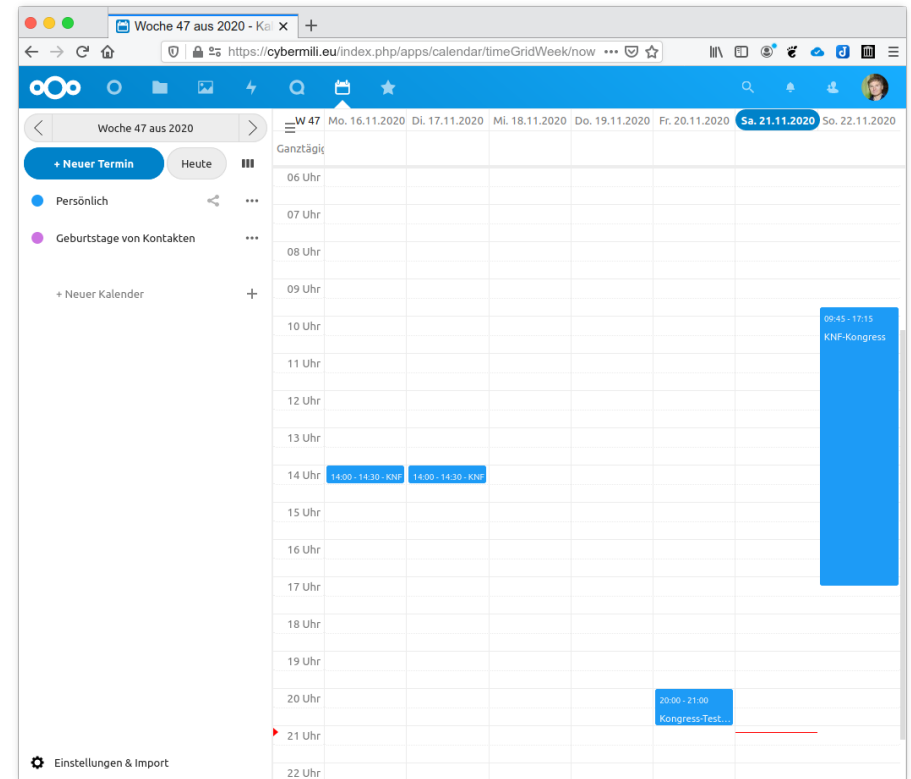 Woche 47 aus 2020 - Ka
https://cybermili.eu/index.php/apps/calendar/timeGridWeek/now
Woche 47 aus 2020
+ Neuer Termin
Heute
Persönlich
Geburtstage von Kontakten
+ Neuer Kalender
Einstellungen & Import
W 47 Mo. 16.11.2020 Di. 17.11.2020 Mi. 18.11.2020 Do. 19.11.2020 Fr. 20.11.2020 Sa. 21.11.2020 So. 22.11.2020
Ganztägig
06 Uhr
07 Uhr
08 Uhr
09 Uhr
09:45 - 17:15
10 Uhr
KNF-Kongress
11 Uhr
12 Uhr
13 Uhr
14 Uhr 14:00 - 14:30 - KNF 14:00 - 14:30 - KNF
15 Uhr
16 Uhr
17 Uhr
18 Uhr
19 Uhr
20 Uhr 20:00 - 21:00
Kongress-Test...
21 Uhr
22 Uhr